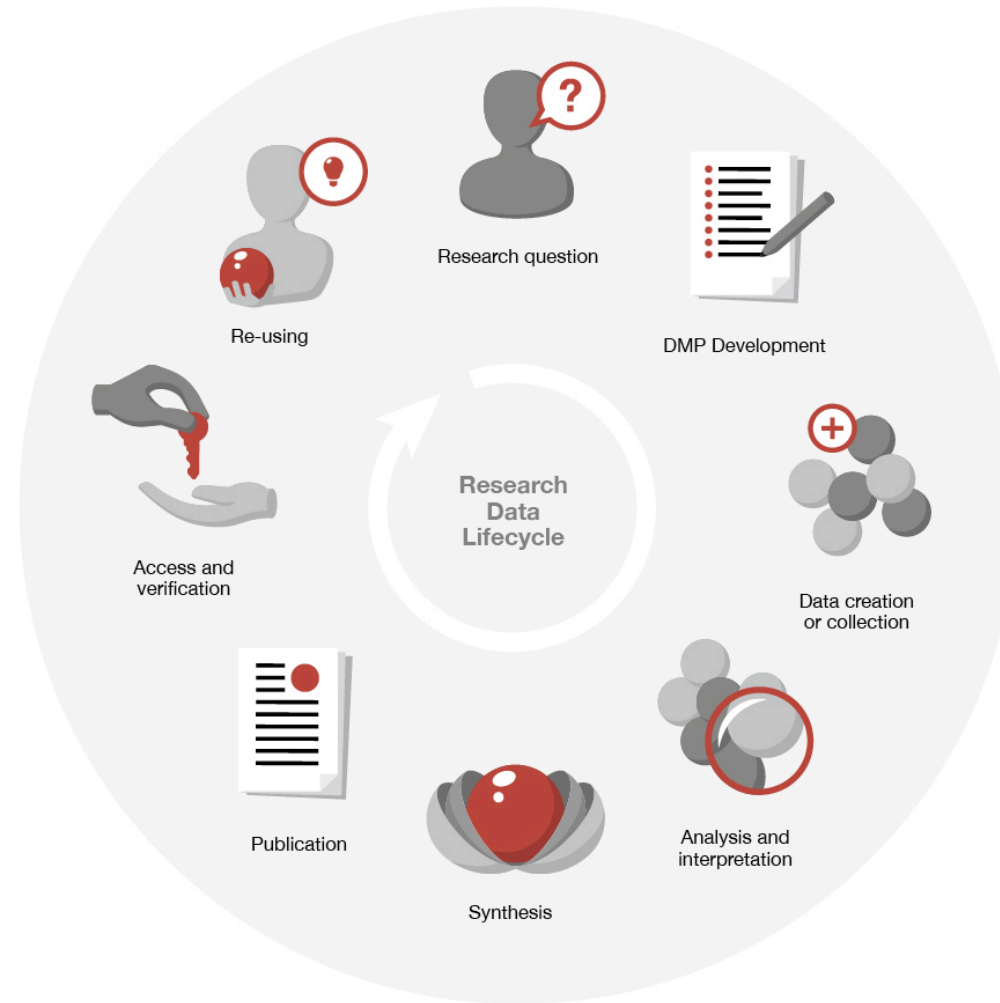 ?
Research question
DMP Development
Data creation
or collection
Analysis and
interpretation
Synthesis
Publication
Access and
verification
Re-using
Research
Data
Lifecycle